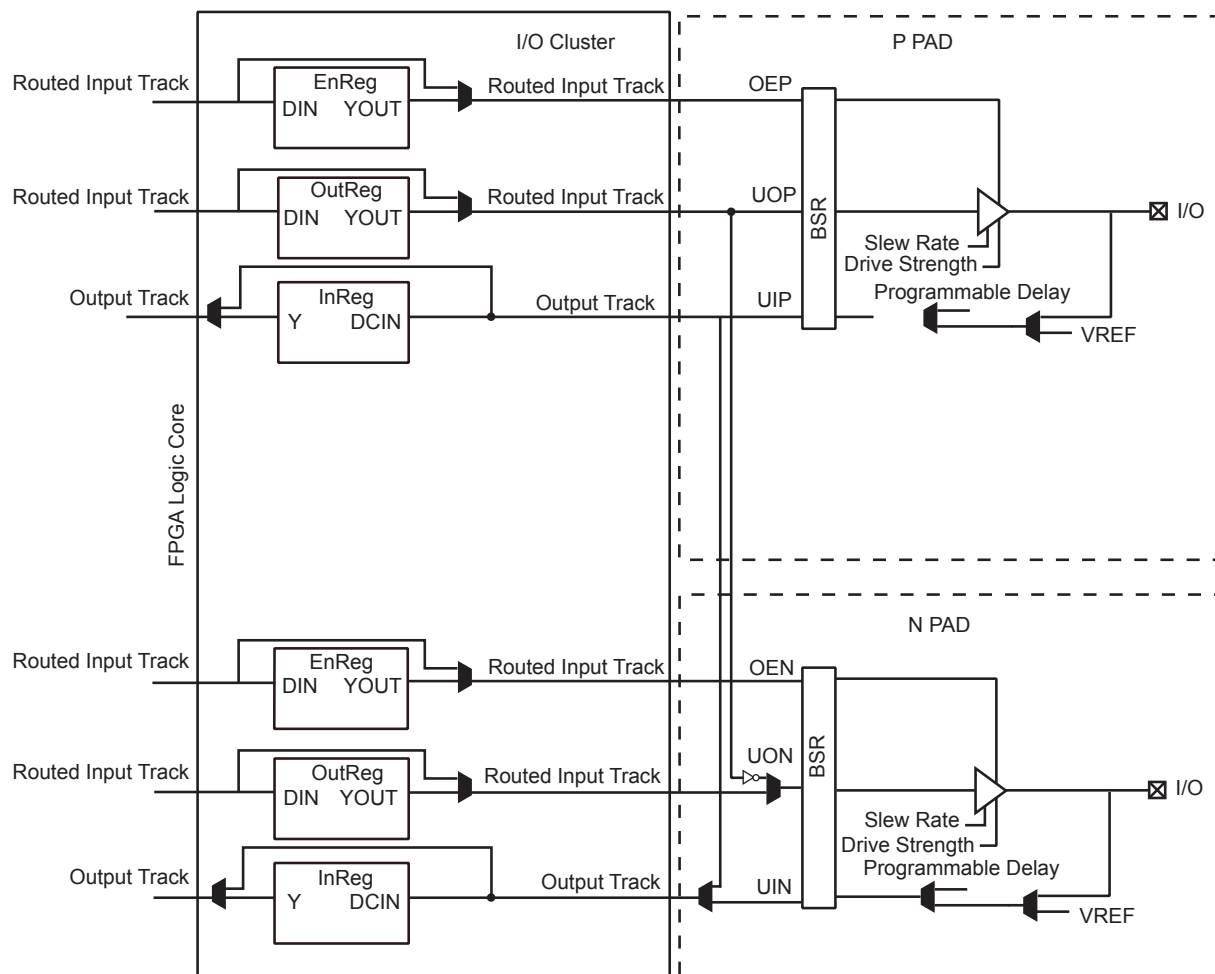 I/O Cluster
P PAD
Routed Input Track
EnReg
DIN YOUT
Routed Input Track
OEP
Routed Input Track
OutReg
DIN YOUT
Routed Input Track
UOP
BSR
I/O
Slew Rate
Drive Strength
Output Track
InReg
Y DCIN
Output Track
UIP
Programmable Delay
VREF
FPGA Logic Core
N PAD
Routed Input Track
EnReg
DIN YOUT
Routed Input Track
OEN
Routed Input Track
OutReg
DIN YOUT
Routed Input Track
UON
BSR
I/O
Slew Rate
Drive Strength
Output Track
InReg
Y DCIN
Output Track
UIN
Programmable Delay
VREF